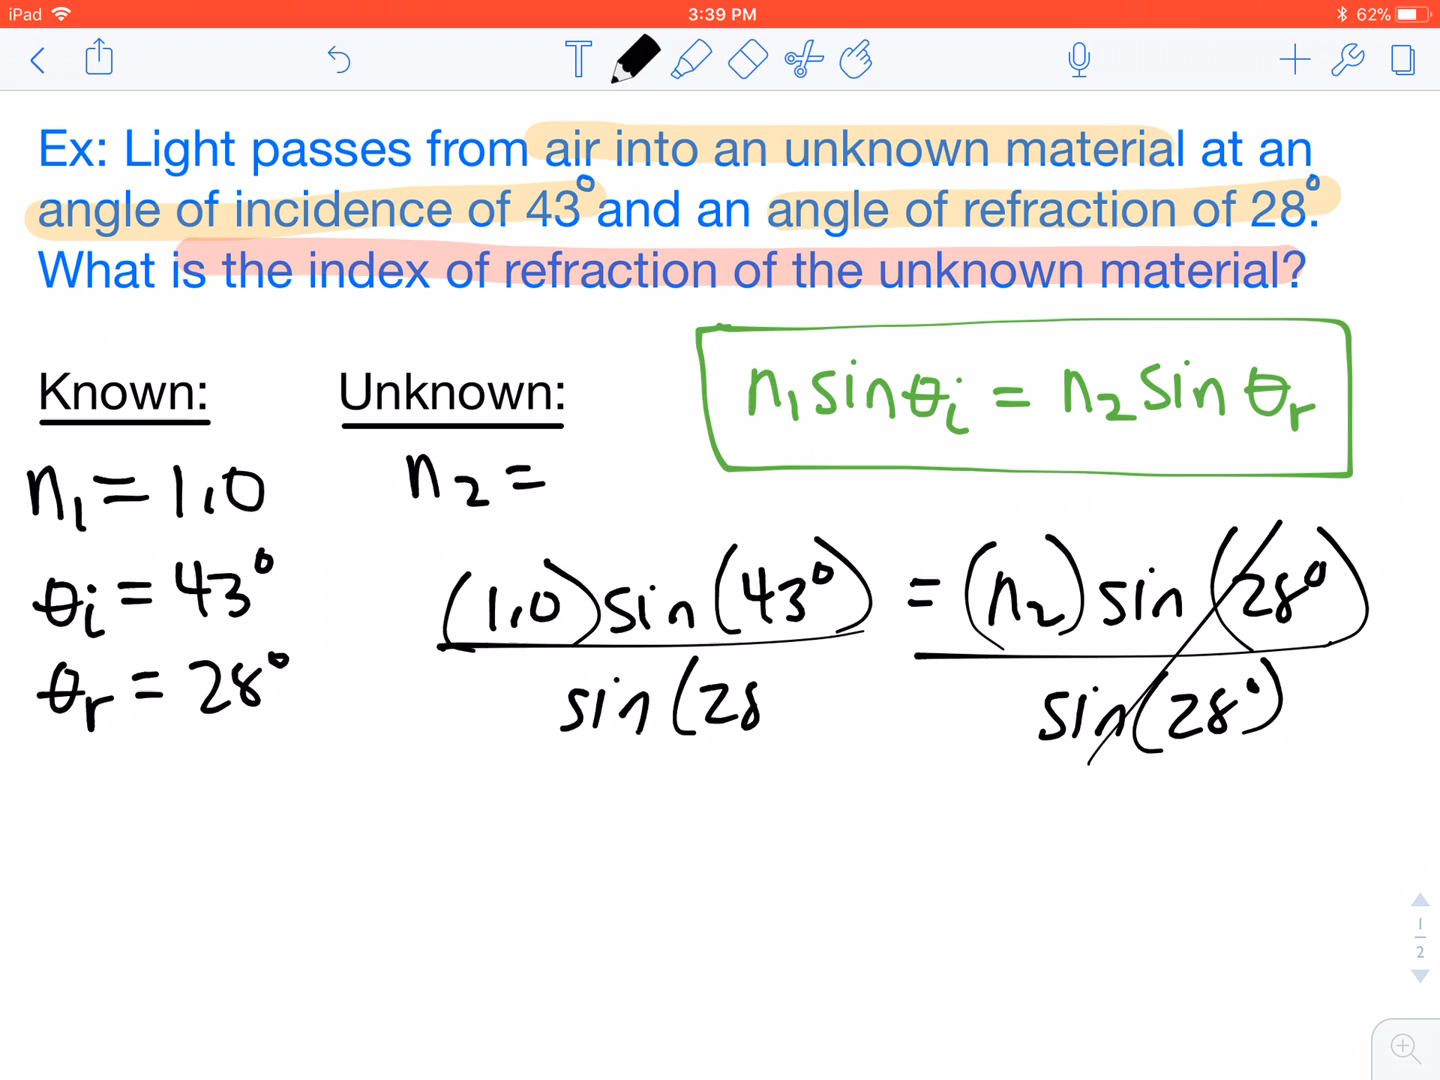 iPad 3:39 PM 62%
T
Ex: Light passes from air into an unknown material at an
angle of incidence of 43° and an angle of refraction of 28°.
What is the index of refraction of the unknown material?
n₁sinθᵢ = n₂sinθᵣ
Known: Unknown:
n₁ = 1.0 n₂ =
θᵢ = 43°
(1.0)sin(43°) = (n₂)sin(28°)
θᵣ = 28°
sin(28 sin(28°)
1
2